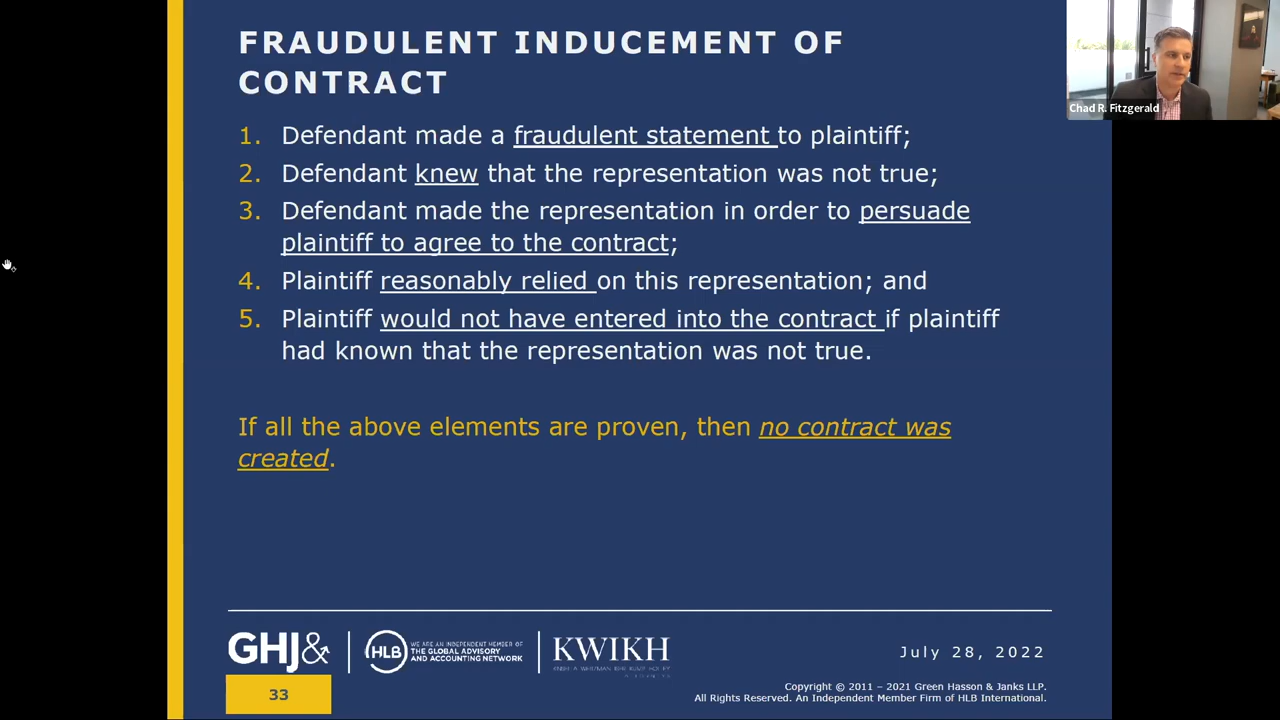 FRAUDULENT INDUCEMENT OF
CONTRACT
Chad R. Fitzgerald
1. Defendant made a fraudulent statement to plaintiff;
2. Defendant knew that the representation was not true;
3. Defendant made the representation in order to persuade
plaintiff to agree to the contract;
4. Plaintiff reasonably relied on this representation; and
5. Plaintiff would not have entered into the contract if plaintiff
had known that the representation was not true.
If all the above elements are proven, then no contract was
created.
GHJ&
HLB
WE ARE AN INDEPENDENT MEMBER OF
THE GLOBAL ADVISORY
AND ACCOUNTING NETWORK
KWIKH
July 28, 2022
33
Copyright © 2011 – 2021 Green Hasson & Janks LLP.
All Rights Reserved. An Independent Member Firm of HLB International.